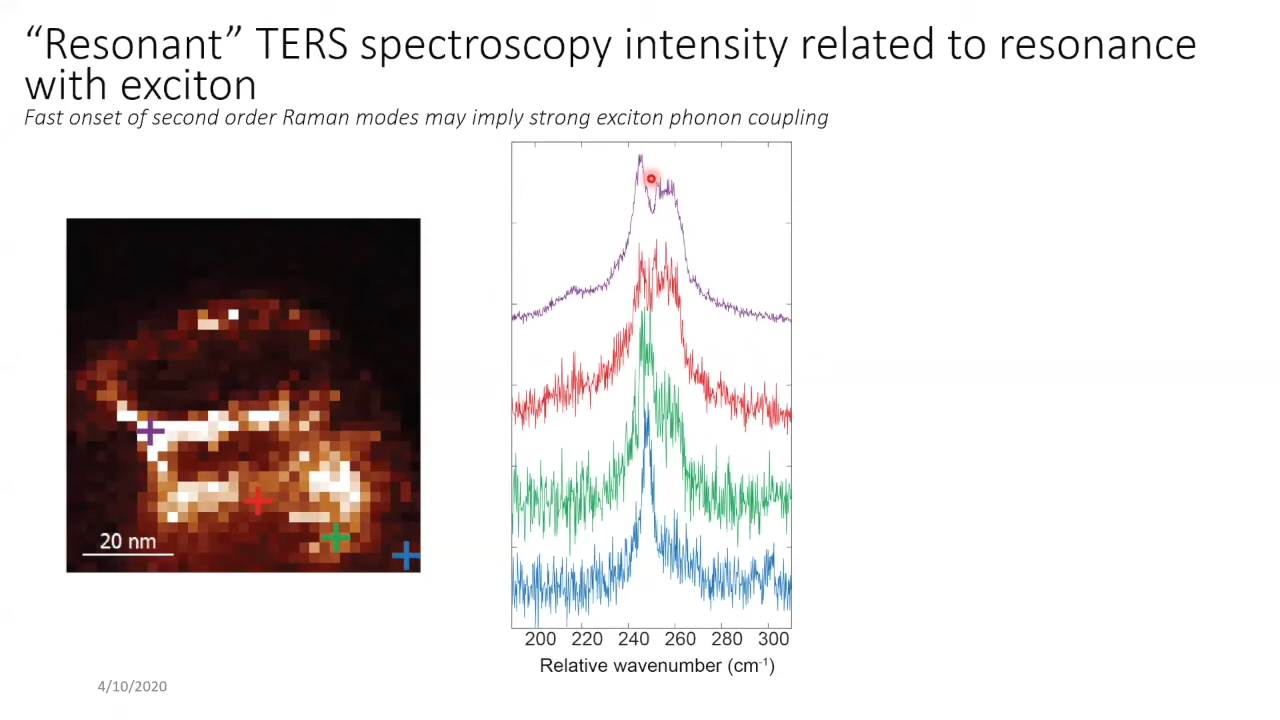 “Resonant” TERS spectroscopy intensity related to resonance
with exciton
Fast onset of second order Raman modes may imply strong exciton phonon coupling
20 nm
200 220 240 260 280 300
Relative wavenumber (cm-1)
4/10/2020